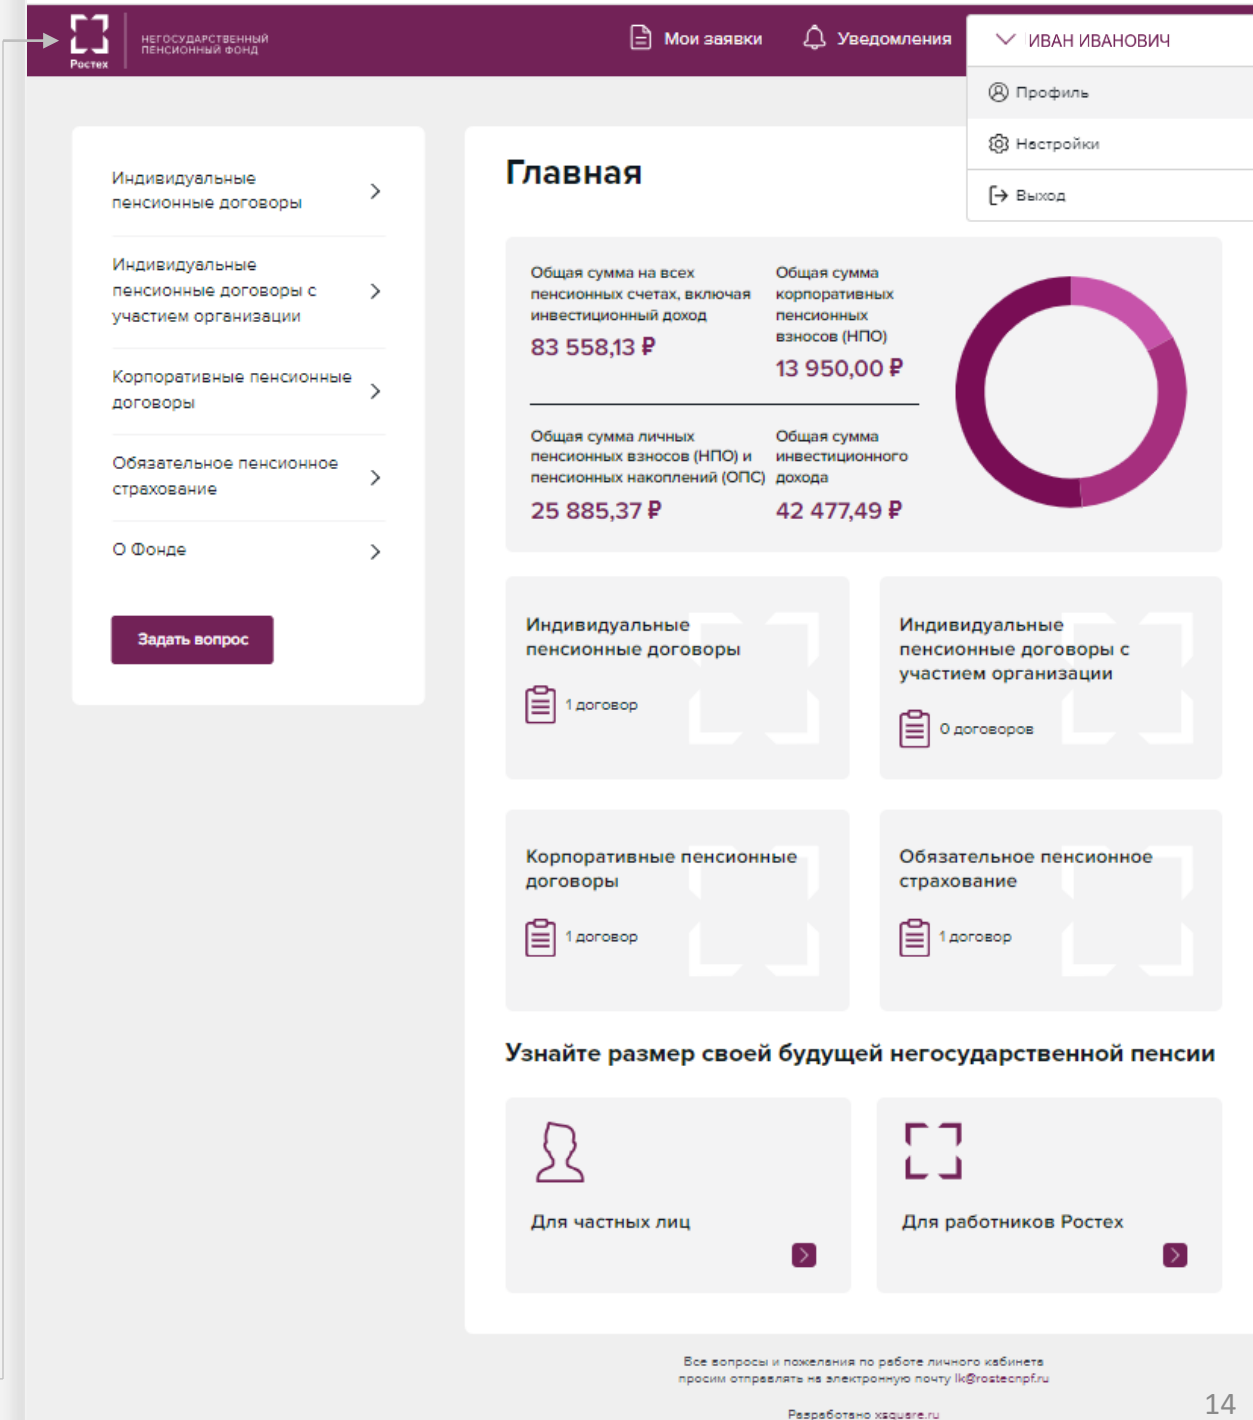 Ростех
НЕГОСУДАРСТВЕННЫЙ
ПЕНСИОННЫЙ ФОНД
Мои заявки
Уведомления
ИВАН ИВАНОВИЧ
Профиль
Настройки
Выход
Индивидуальные
пенсионные договоры
Индивидуальные
пенсионные договоры с
участием организации
Корпоративные пенсионные
договоры
Обязательное пенсионное
страхование
О Фонде
Задать вопрос
Главная
Общая сумма на всех
пенсионных счетах, включая
инвестиционный доход
83 558,13 ₽
Общая сумма
корпоративных
пенсионных
взносов (НПО)
13 950,00 ₽
Общая сумма личных
пенсионных взносов (НПО) и
пенсионных накоплений (ОПС)
25 885,37 ₽
Общая сумма
инвестиционного
дохода
42 477,49 ₽
Индивидуальные
пенсионные договоры
1 договор
Индивидуальные
пенсионные договоры с
участием организации
0 договоров
Корпоративные пенсионные
договоры
1 договор
Обязательное пенсионное
страхование
1 договор
Узнайте размер своей будущей негосударственной пенсии
Для частных лиц
Для работников Ростех
Все вопросы и пожелания по работе личного кабинета
просим отправлять на электронную почту lk@rostecnpf.ru
Разработано xsquare.ru
14